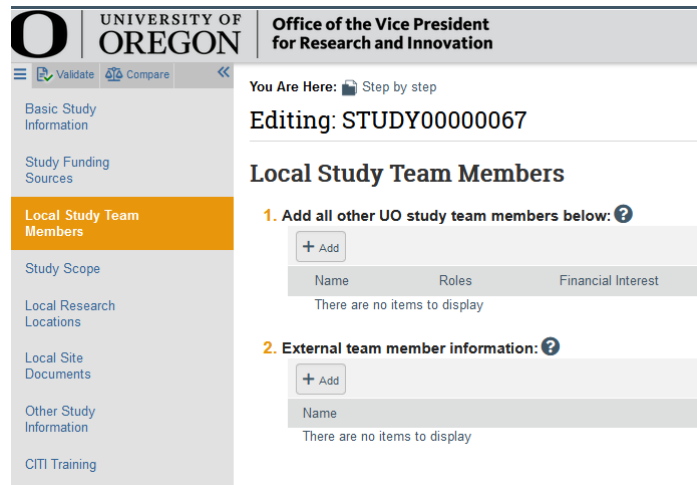 UNIVERSITY OF
OREGON
Office of the Vice President
for Research and Innovation
Validate Compare
Basic Study
Information
Study Funding
Sources
Local Study Team
Members
Study Scope
Local Research
Locations
Local Site
Documents
Other Study
Information
CITI Training
You Are Here: Step by step
Editing: STUDY00000067
Local Study Team Members
1. Add all other UO study team members below: ?
+ Add
Name Roles Financial Interest
There are no items to display
2. External team member information: ?
+ Add
Name
There are no items to display